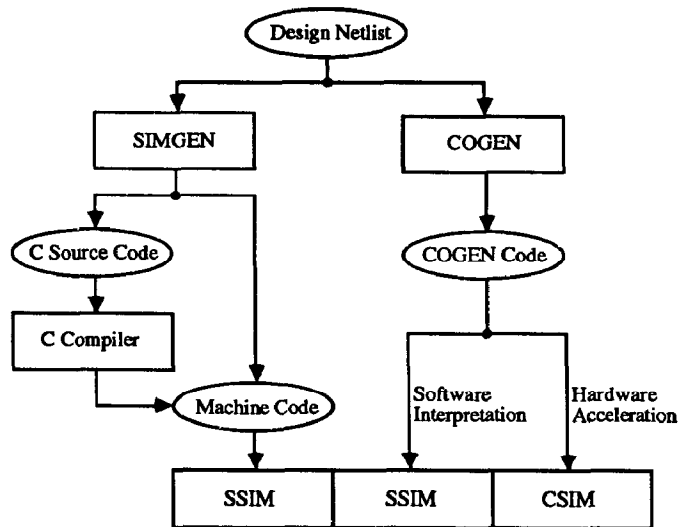 Design Netlist
SIMGEN
COGEN
C Source Code
COGEN Code
C Compiler
Machine Code
Software
Interpretation
Hardware
Acceleration
SSIM
SSIM
CSIM